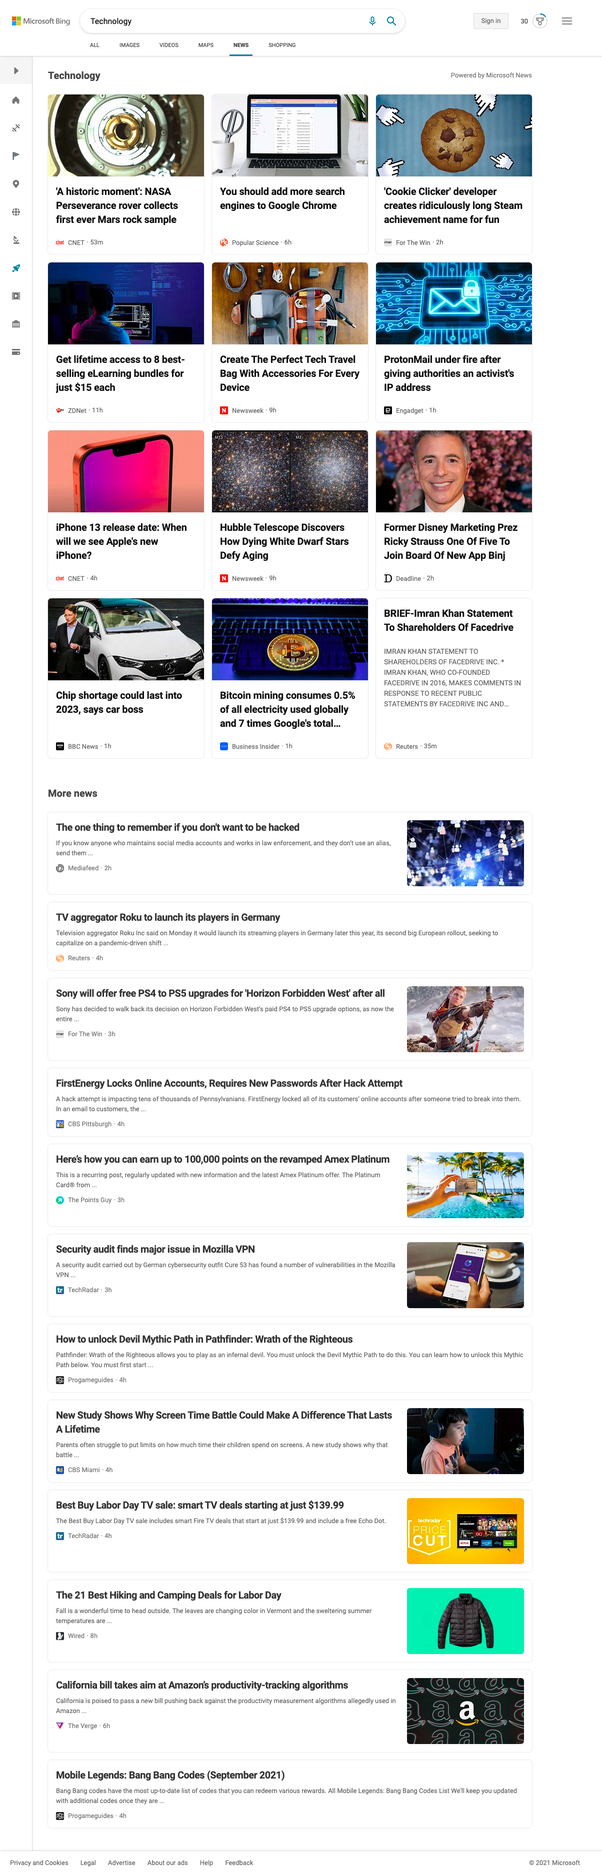 Microsoft Bing
Technology
Sign in
30
ALL
IMAGES
VIDEOS
MAPS
NEWS
SHOPPING
Technology
Powered by Microsoft News
'A historic moment': NASA
Perseverance rover collects
first ever Mars rock sample
CNET · 53m
You should add more search
engines to Google Chrome
Popular Science · 6h
'Cookie Clicker' developer
creates ridiculously long Steam
achievement name for fun
For The Win · 2h
Get lifetime access to 8 best-
selling eLearning bundles for
just $15 each
ZDNet · 11h
Create The Perfect Tech Travel
Bag With Accessories For Every
Device
Newsweek · 9h
ProtonMail under fire after
giving authorities an activist's
IP address
Engadget · 1h
iPhone 13 release date: When
will we see Apple's new
iPhone?
CNET · 4h
Hubble Telescope Discovers
How Dying White Dwarf Stars
Defy Aging
Newsweek · 9h
Former Disney Marketing Prez
Ricky Strauss One Of Five To
Join Board Of New App Binj
Deadline · 2h
Chip shortage could last into
2023, says car boss
BBC News · 1h
Bitcoin mining consumes 0.5%
of all electricity used globally
and 7 times Google's total...
Business Insider · 1h
BRIEF-Imran Khan Statement
To Shareholders Of Facedrive
IMRAN KHAN STATEMENT TO
SHAREHOLDERS OF FACEDRIVE INC. *
IMRAN KHAN, WHO CO-FOUNDED
FACEDRIVE IN 2016, MAKES COMMENTS IN
RESPONSE TO RECENT PUBLIC
STATEMENTS BY FACEDRIVE INC AND...
Reuters · 35m
More news
The one thing to remember if you don't want to be hacked
If you know anyone who maintains social media accounts and works in law enforcement, and they don't use an alias,
send them ...
Mediafeed · 2h
TV aggregator Roku to launch its players in Germany
Television aggregator Roku Inc said on Monday it would launch its streaming players in Germany later this year, its second big European rollout, seeking to
capitalize on a pandemic-driven shift ...
Reuters · 4h
Sony will offer free PS4 to PS5 upgrades for 'Horizon Forbidden West' after all
Sony has decided to walk back its decision on Horizon Forbidden West's paid PS4 to PS5 upgrade options, as now the
entire ...
For The Win · 3h
FirstEnergy Locks Online Accounts, Requires New Passwords After Hack Attempt
A hack attempt is impacting tens of thousands of Pennsylvanians. FirstEnergy locked all of its customers' online accounts after someone tried to break into them.
In an email to customers, the ...
CBS Pittsburgh · 4h
Here's how you can earn up to 100,000 points on the revamped Amex Platinum
This is a recurring post, regularly updated with new information and the latest Amex Platinum offer. The Platinum
Card® from ...
The Points Guy · 3h
Security audit finds major issue in Mozilla VPN
A security audit carried out by German cybersecurity outfit Cure 53 has found a number of vulnerabilities in the Mozilla
VPN ...
TechRadar · 3h
How to unlock Devil Mythic Path in Pathfinder: Wrath of the Righteous
Pathfinder: Wrath of the Righteous allows you to play as an infernal devil. You must unlock the Devil Mythic Path to do this. You can learn how to unlock this Mythic
Path below. You must first start ...
Progameguides · 4h
New Study Shows Why Screen Time Battle Could Make A Difference That Lasts
A Lifetime
Parents often struggle to put limits on how much time their children spend on screens. A new study shows why that
battle ...
CBS Miami · 4h
Best Buy Labor Day TV sale: smart TV deals starting at just $139.99
The Best Buy Labor Day TV sale includes smart Fire TV deals that start at just $139.99 and include a free Echo Dot.
TechRadar · 4h
techradar
PRICE
CUT
The 21 Best Hiking and Camping Deals for Labor Day
Fall is a wonderful time to head outside. The leaves are changing color in Vermont and the sweltering summer
temperatures are ...
Wired · 8h
California bill takes aim at Amazon's productivity-tracking algorithms
California is poised to pass a new bill pushing back against the productivity measurement algorithms allegedly used in
Amazon ...
The Verge · 6h
Mobile Legends: Bang Bang Codes (September 2021)
Bang Bang codes have the most up-to-date list of codes that you can redeem various rewards. All Mobile Legends: Bang Bang Codes List We'll keep you updated
with additional codes once they are ...
Progameguides · 4h
Privacy and Cookies
Legal
Advertise
About our ads
Help
Feedback
© 2021 Microsoft